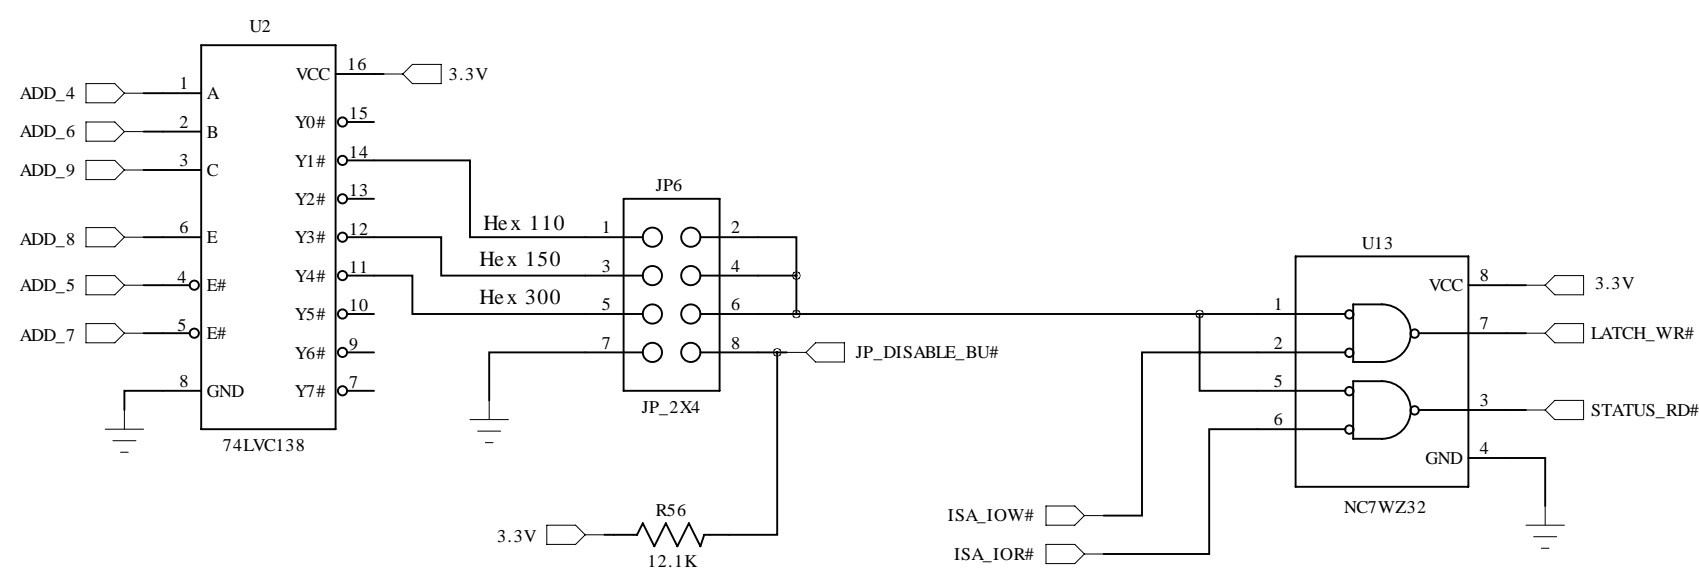 U2
VCC 16 3.3V
ADD_4 1 A
Y0# 15
ADD_6 2 B
Y1# 14
ADD_9 3 C
Y2# 13
JP6
ADD_8 6 E
Y3# 12
Hex 110 1 2
U13
ADD_5 4 E#
Y4# 11
Hex 150 3 4
VCC 8 3.3V
Y5# 10
Hex 300 5 6
1
ADD_7 5 E#
7 LATCH_WR#
Y6# 9
7 8 JP_DISABLE_BU#
2
8 GND
Y7# 7
5
JP_2X4
3 STATUS_RD#
6
74LVC138
GND 4
R56
NC7WZ32
ISA_IOW#
3.3V
12.1K
ISA_IOR#